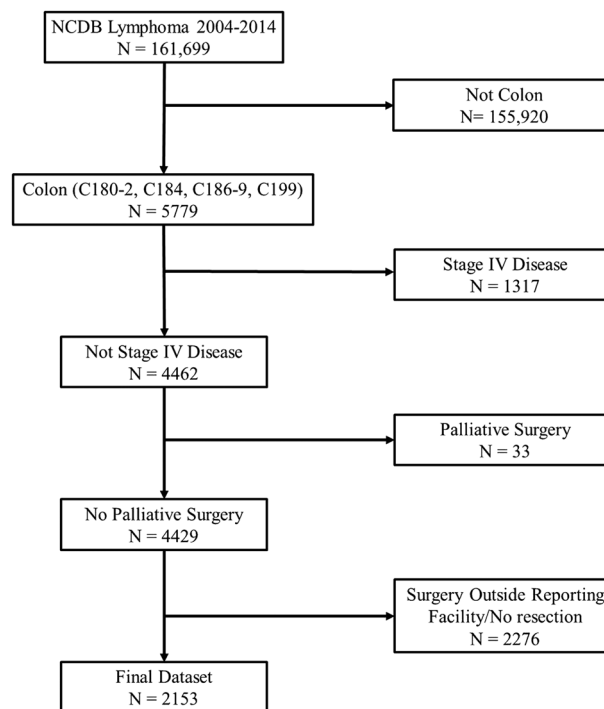 NCDB Lymphoma 2004-2014
N = 161,699
Not Colon
N= 155,920
Colon (C180-2, C184, C186-9, C199)
N = 5779
Stage IV Disease
N = 1317
Not Stage IV Disease
N = 4462
Palliative Surgery
N = 33
No Palliative Surgery
N = 4429
Surgery Outside Reporting
Facility/No resection
N = 2276
Final Dataset
N = 2153